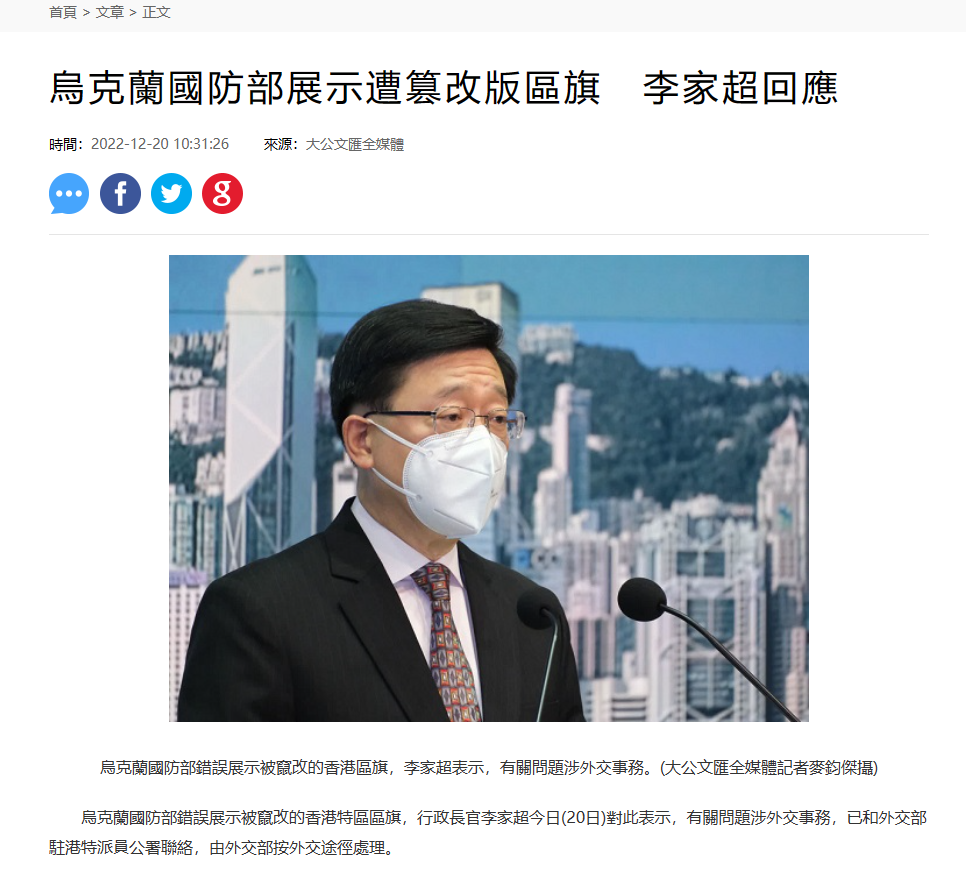 首頁 > 文章 > 正文
烏克蘭國防部展示遭篡改版區旗　李家超回應
時間：2022-12-20 10:31:26　來源：大公文匯全媒體
烏克蘭國防部錯誤展示被竄改的香港區旗，李家超表示，有關問題涉外交事務。(大公文匯全媒體記者麥鈞傑攝)
烏克蘭國防部錯誤展示被竄改的香港特區區旗，行政長官李家超今日(20日)對此表示，有關問題涉外交事務，已和外交部
駐港特派員公署聯絡，由外交部按外交途徑處理。